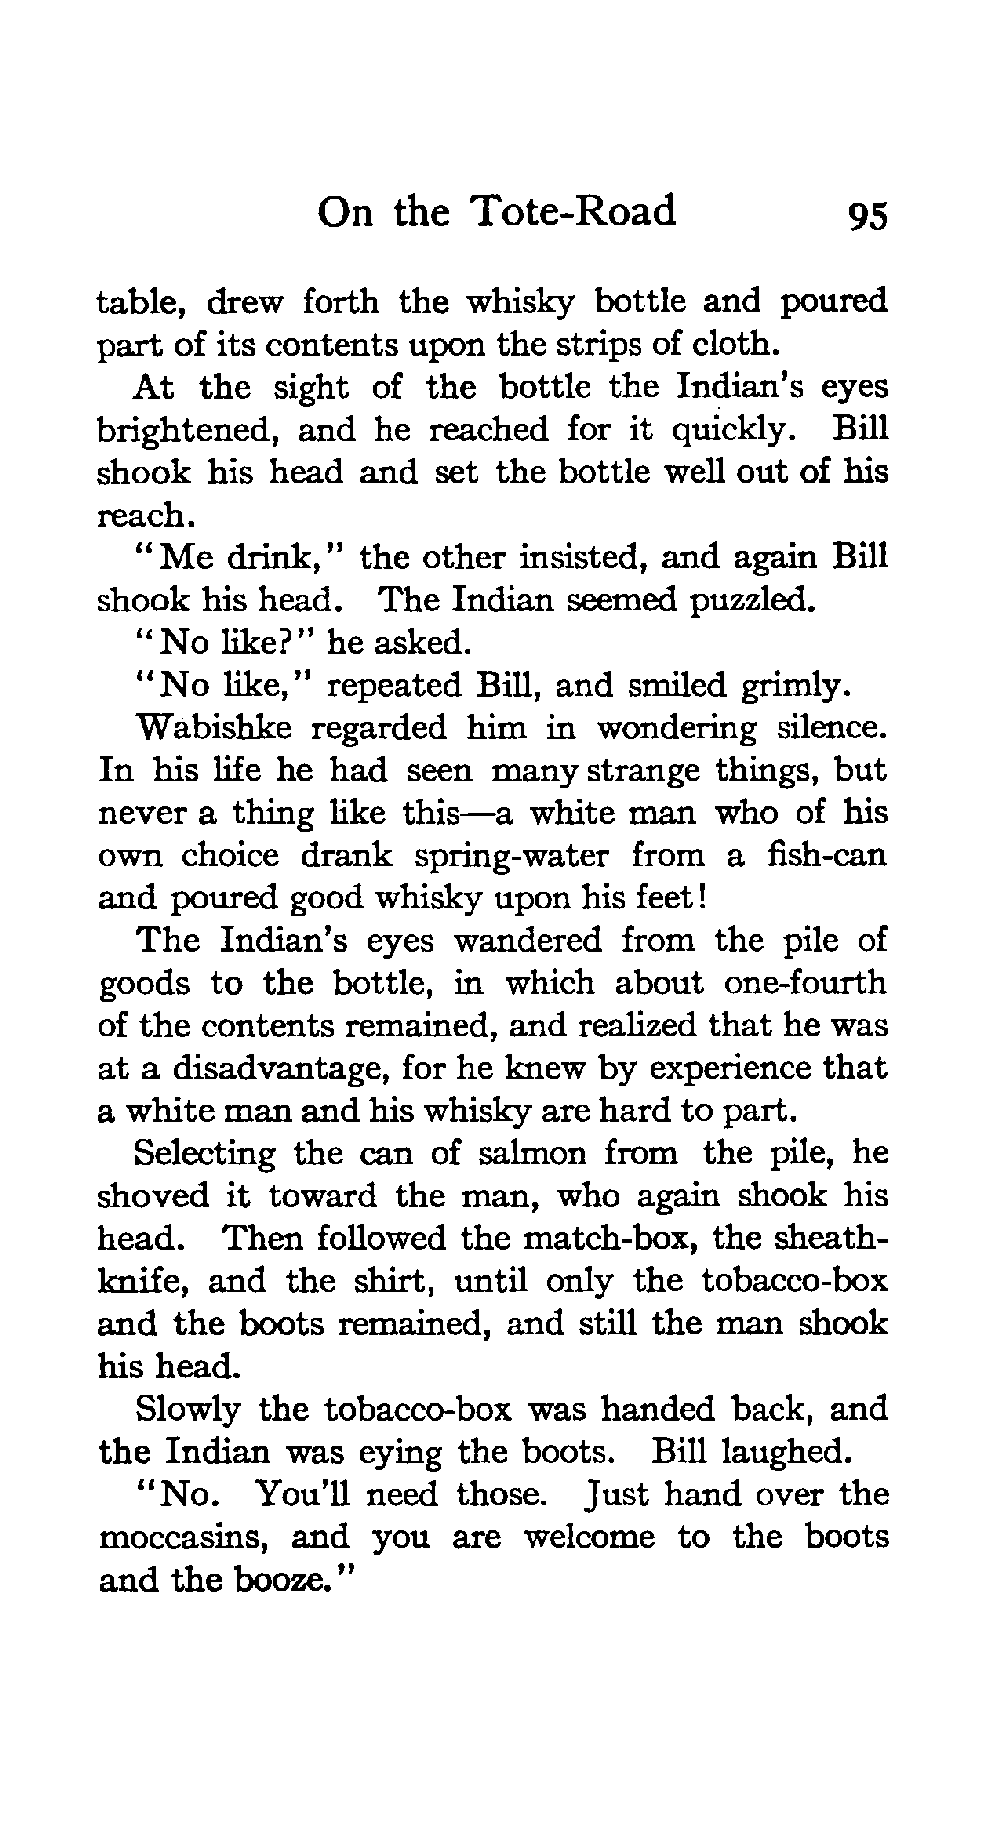 On the Tote-Road 95
table, drew forth the whisky bottle and poured
part of its contents upon the strips of cloth.
At the sight of the bottle the Indian's eyes
brightened, and he reached for it quickly. Bill
shook his head and set the bottle well out of his
reach.
"Me drink," the other insisted, and again Bill
shook his head. The Indian seemed puzzled.
"No like?" he asked.
"No like," repeated Bill, and smiled grimly.
Wabishke regarded him in wondering silence.
In his life he had seen many strange things, but
never a thing like this—a white man who of his
own choice drank spring-water from a fish-can
and poured good whisky upon his feet!
The Indian's eyes wandered from the pile of
goods to the bottle, in which about one-fourth
of the contents remained, and realized that he was
at a disadvantage, for he knew by experience that
a white man and his whisky are hard to part.
Selecting the can of salmon from the pile, he
shoved it toward the man, who again shook his
head. Then followed the match-box, the sheath-
knife, and the shirt, until only the tobacco-box
and the boots remained, and still the man shook
his head.
Slowly the tobacco-box was handed back, and
the Indian was eying the boots. Bill laughed.
"No. You'll need those. Just hand over the
moccasins, and you are welcome to the boots
and the booze."